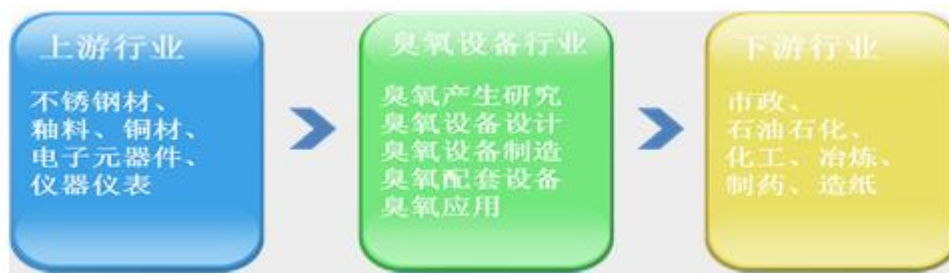 上游行业
不锈钢材、
釉料、铜材、
电子元器件、
仪器仪表
臭氧设备行业
臭氧产生研究
臭氧设备设计
臭氧设备制造
臭氧配套设备
臭氧应用
下游行业
市政、
石油石化、
化工、冶炼、
制药、造纸